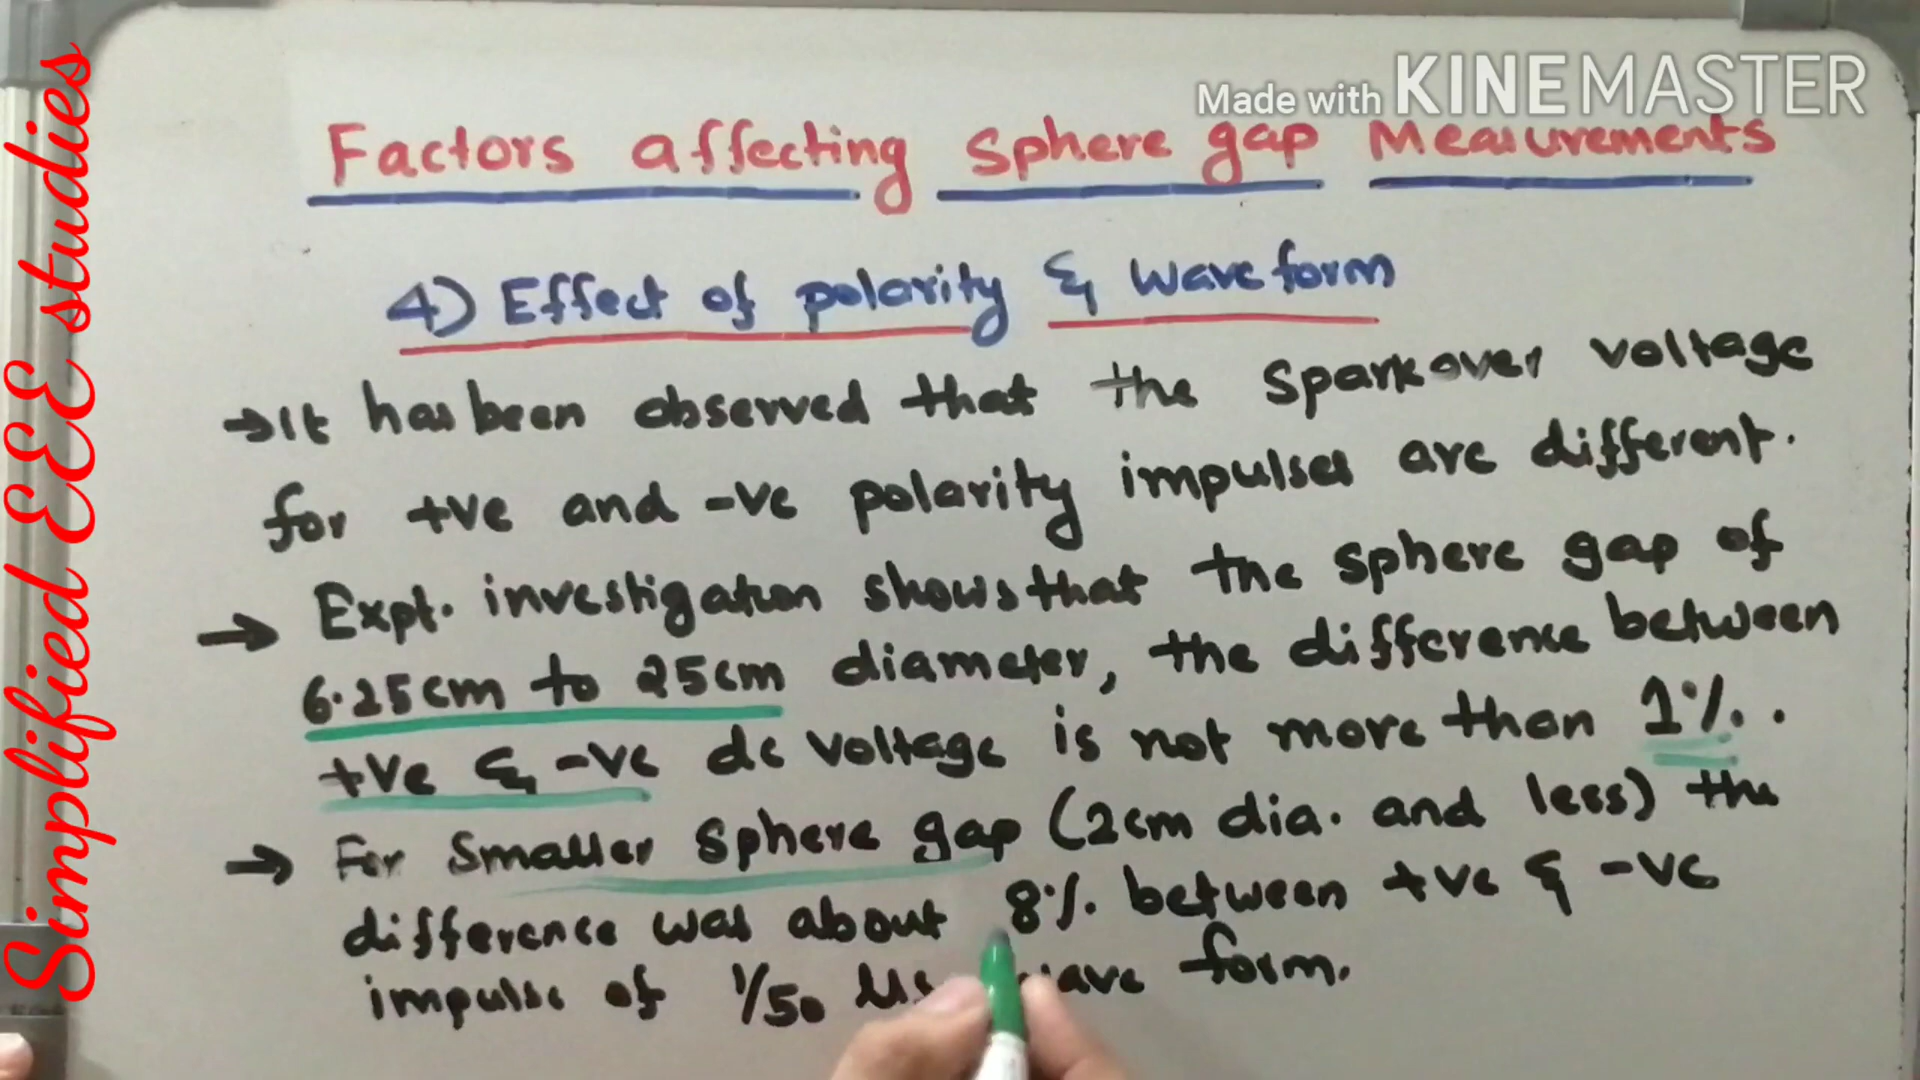 Made with KINEMASTER
Simplified EEE studies
Factors affecting sphere gap Measurements
4) Effect of polarity & waveform
→ It has been observed that the sparkover voltage
for +ve and -ve polarity impulses are different.
→ Expt. investigation shows that the sphere gap of
6.25cm to 25cm diameter, the difference between
+ve & -ve dc voltage is not more than 1%.
→ For smaller sphere gap (2cm dia. and less) the
difference was about 8%. between +ve & -ve
impulse of 1/50 form.